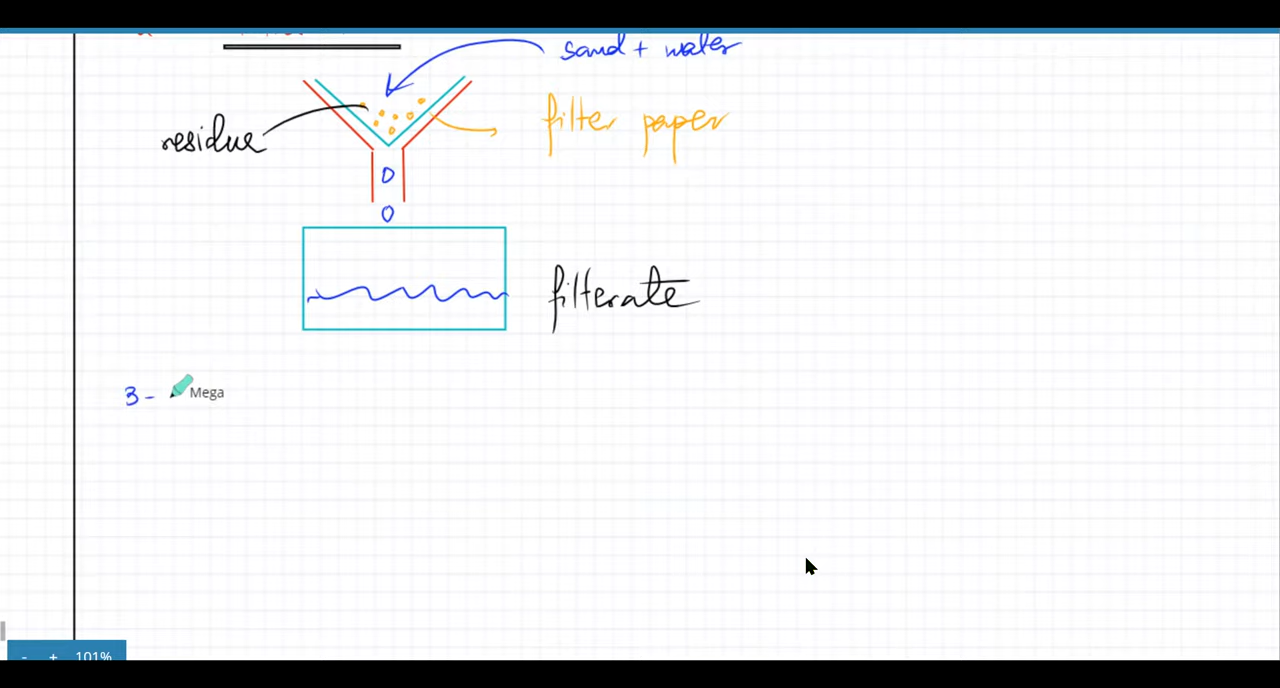 sand + water
filter paper
residue
filterate
3 - Mega
- + 101%